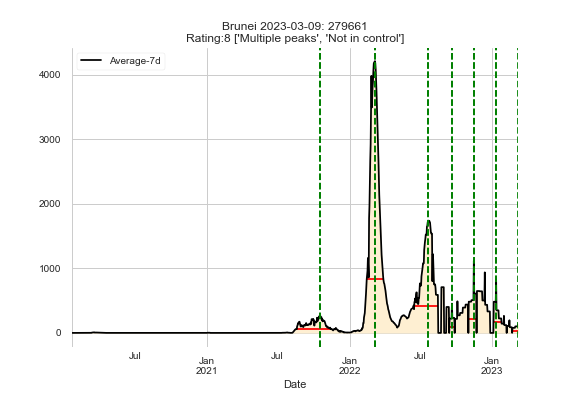 Brunei 2023-03-09: 279661
Rating:8 ['Multiple peaks', 'Not in control']
Average-7d
4000
3000
2000
1000
0
Jul
Jan
2021
Jul
Jan
2022
Jul
Jan
2023
Date